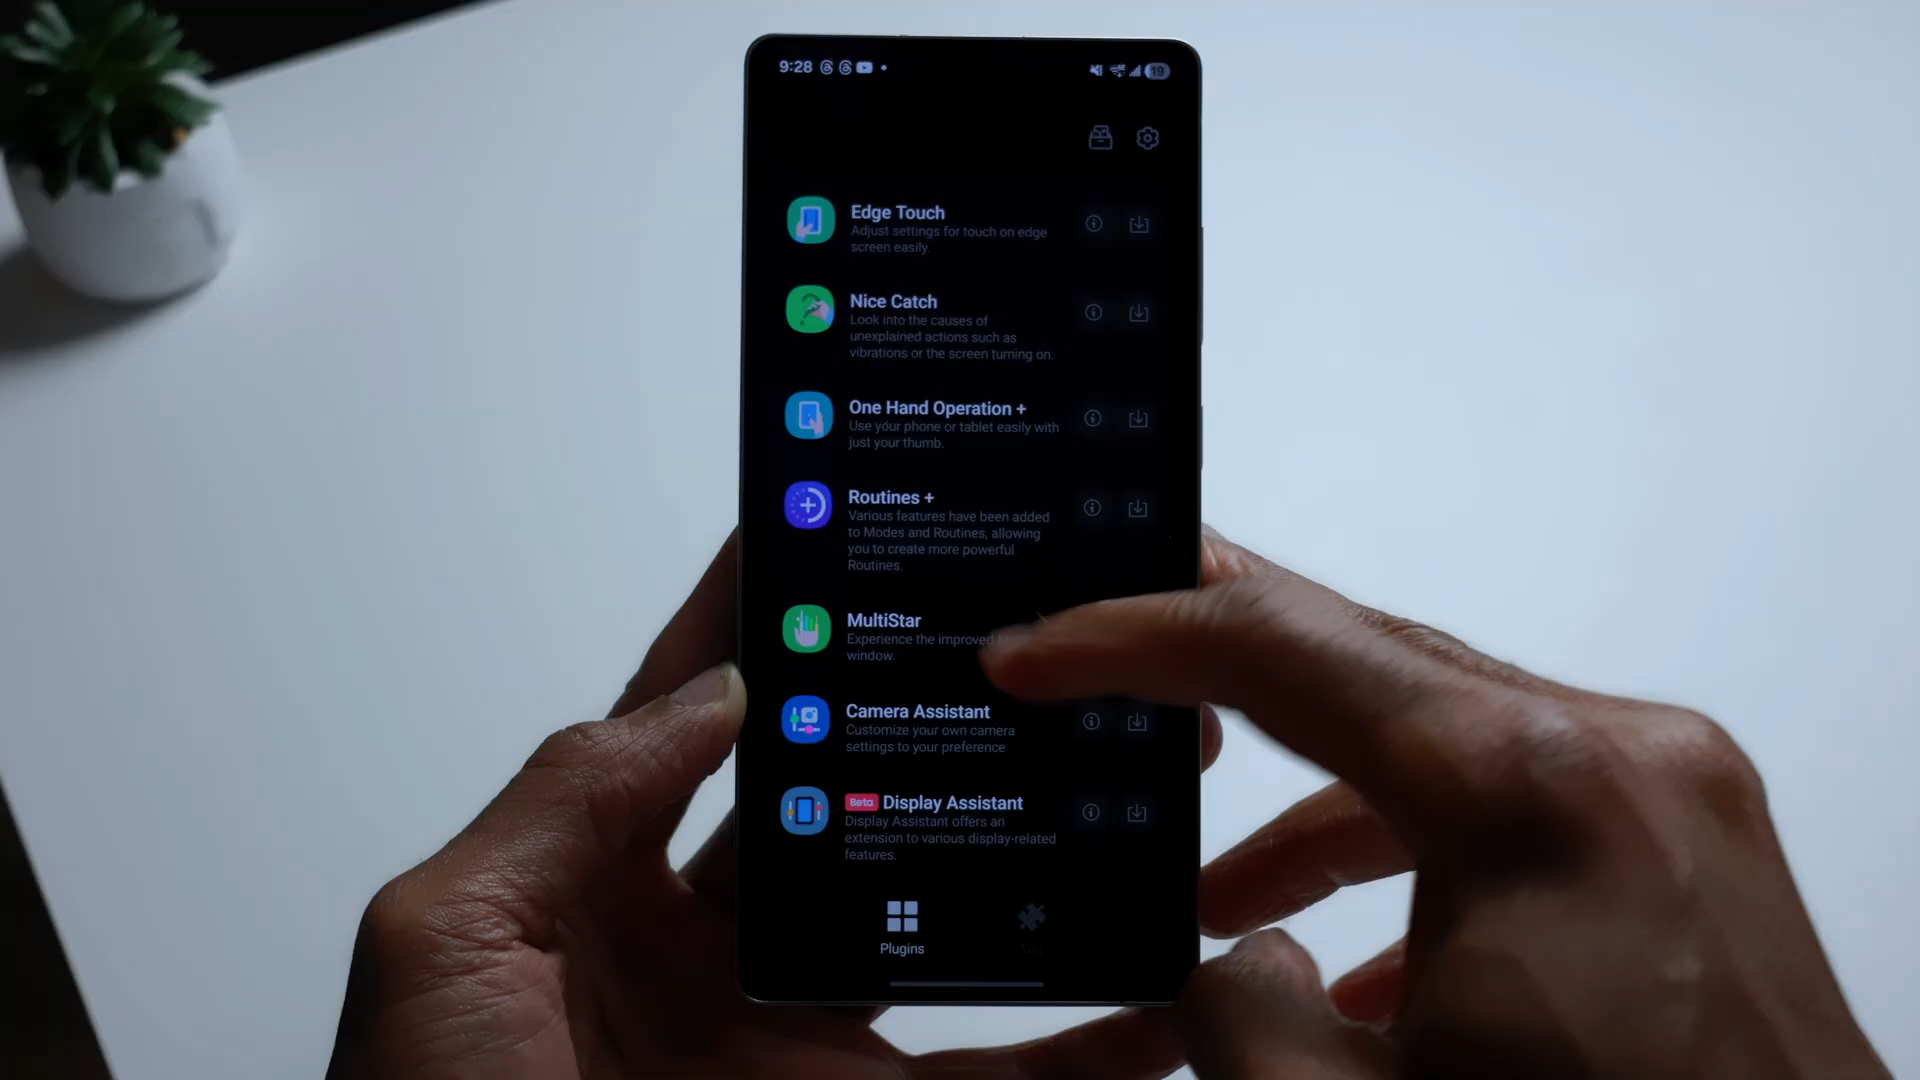 9:28
19
Edge Touch
Adjust settings for touch on edge
screen easily.
Nice Catch
Look into the causes of
unexplained actions such as
vibrations or the screen turning on.
One Hand Operation +
Use your phone or tablet easily with
just your thumb.
Routines +
Various features have been added
to Modes and Routines, allowing
you to create more powerful
Routines.
MultiStar
Experience the improved
window.
Camera Assistant
Customize your own camera
settings to your preference
Beta Display Assistant
Display Assistant offers an
extension to various display-related
features.
Plugins